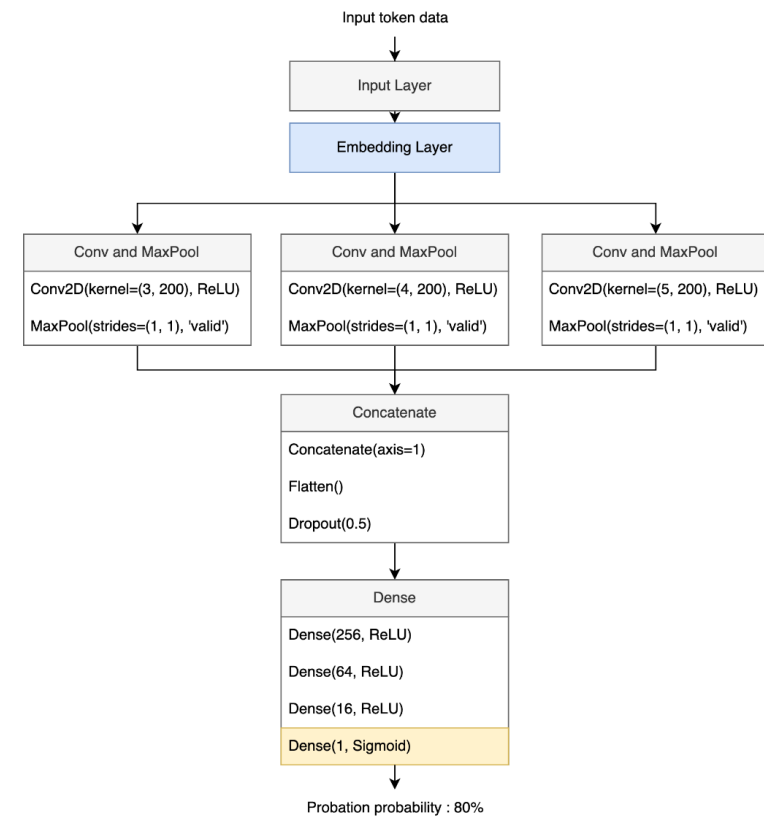 Input token data
Input Layer
Embedding Layer
Conv and MaxPool
Conv2D(kernel=(3, 200), ReLU)
MaxPool(strides=(1, 1), 'valid')
Conv and MaxPool
Conv2D(kernel=(4, 200), ReLU)
MaxPool(strides=(1, 1), 'valid')
Conv and MaxPool
Conv2D(kernel=(5, 200), ReLU)
MaxPool(strides=(1, 1), 'valid')
Concatenate
Concatenate(axis=1)
Flatten()
Dropout(0.5)
Dense
Dense(256, ReLU)
Dense(64, ReLU)
Dense(16, ReLU)
Dense(1, Sigmoid)
Probation probability : 80%